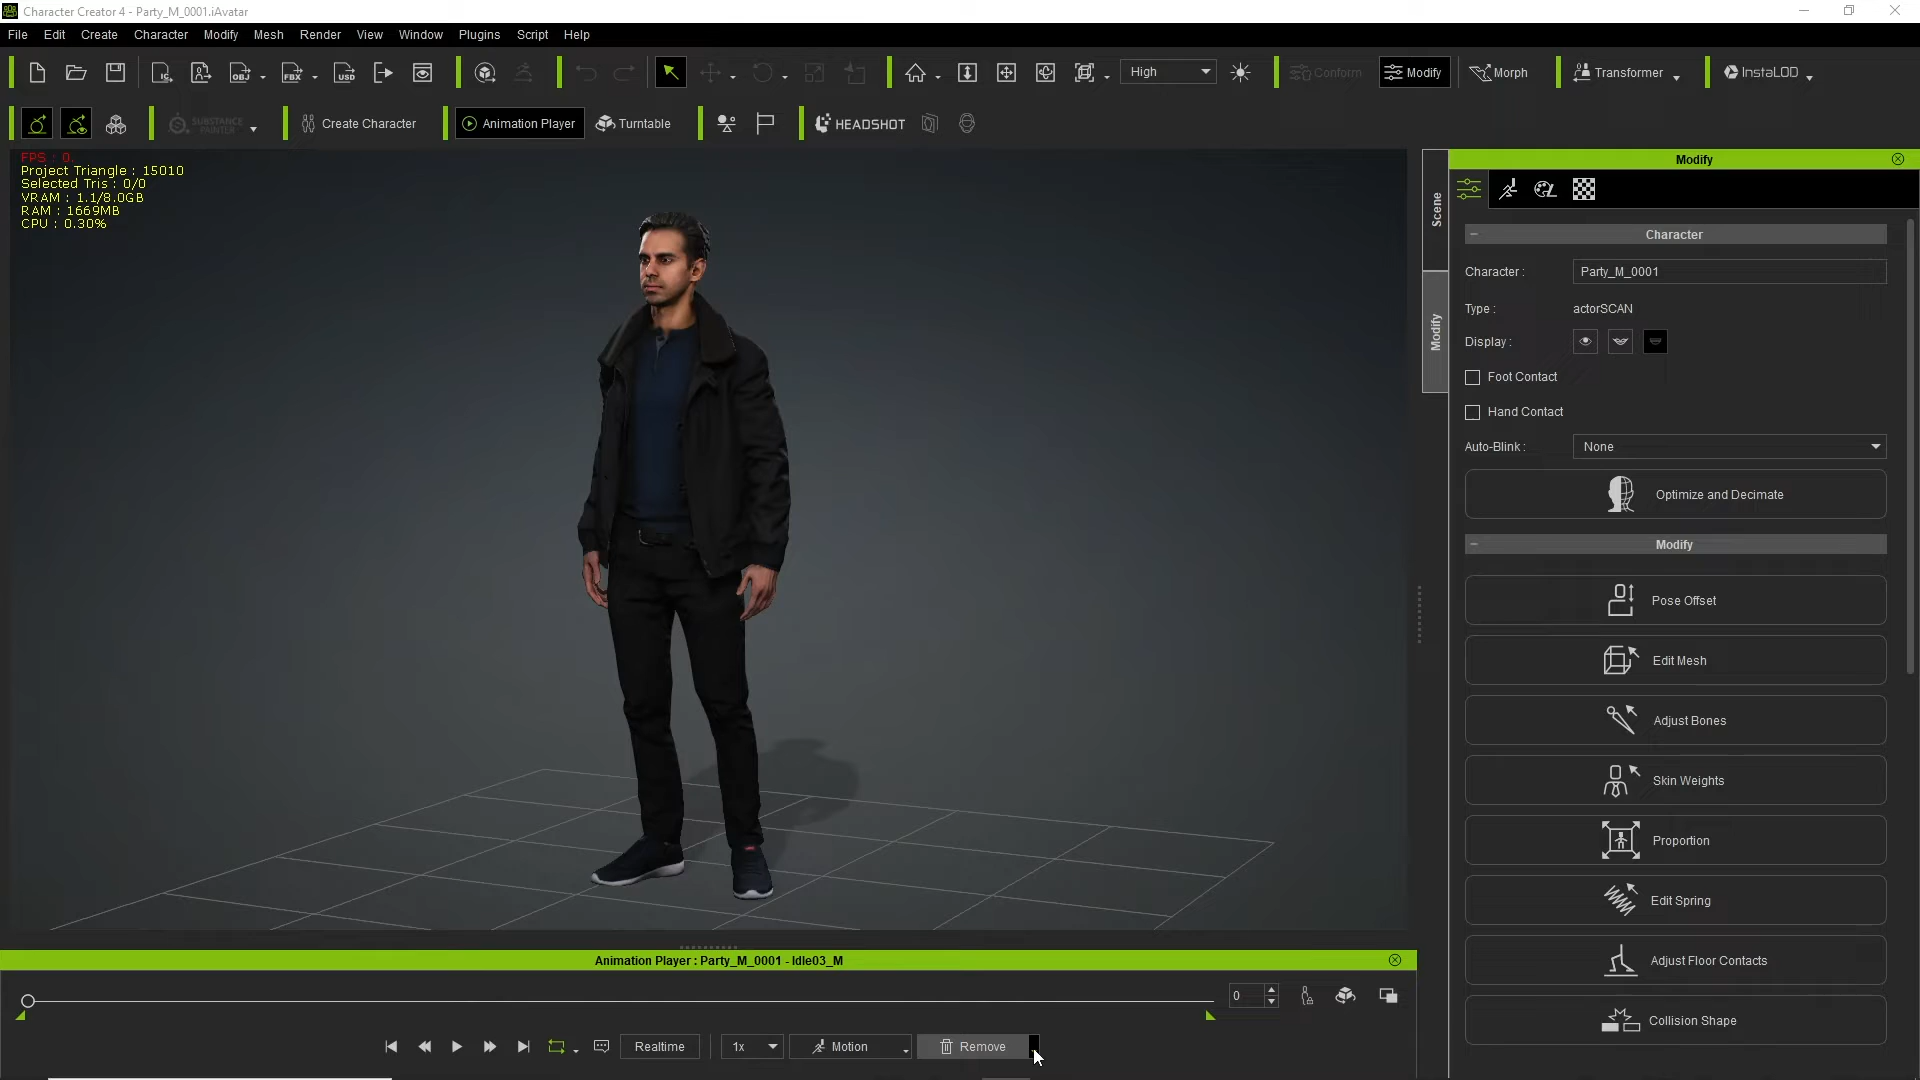 Character Creator 4 - Party_M_0001.iAvatar
File Edit Create Character Modify Mesh Render View Window Plugins Script Help
High Conform Modify Morph Transformer InstaLOD
SUBSTANCE PAINTER Create Character Animation Player Turntable HEADSHOT
FPS : 0.
Project Triangle : 15010
Selected Tris : 0/0
VRAM : 1.1/8.0GB
RAM : 1669MB
CPU : 0.30%
Scene
Modify
Modify
Character
Character : Party_M_0001
Type : actorSCAN
Display :
Foot Contact
Hand Contact
Auto-Blink : None
Optimize and Decimate
Modify
Pose Offset
Edit Mesh
Adjust Bones
Skin Weights
Proportion
Edit Spring
Adjust Floor Contacts
Collision Shape
Animation Player : Party_M_0001 - Idle03_M
0
Realtime 1x Motion Remove